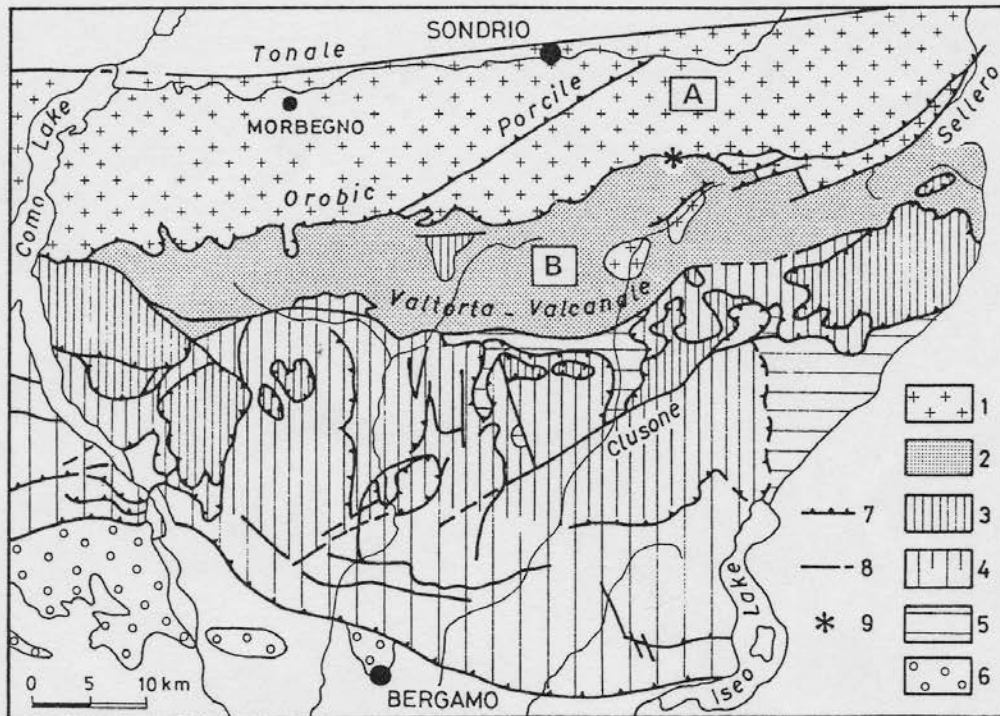 SONDRIO
Tonale
A
Porcile
MORBEGNO
Lake
Como
Sellero
Orobic
B
Valtorta - Valcanale
Clusone
1
2
3
4
5
6
7
8
9
0 5 10 km
BERGAMO
Iseo Lake